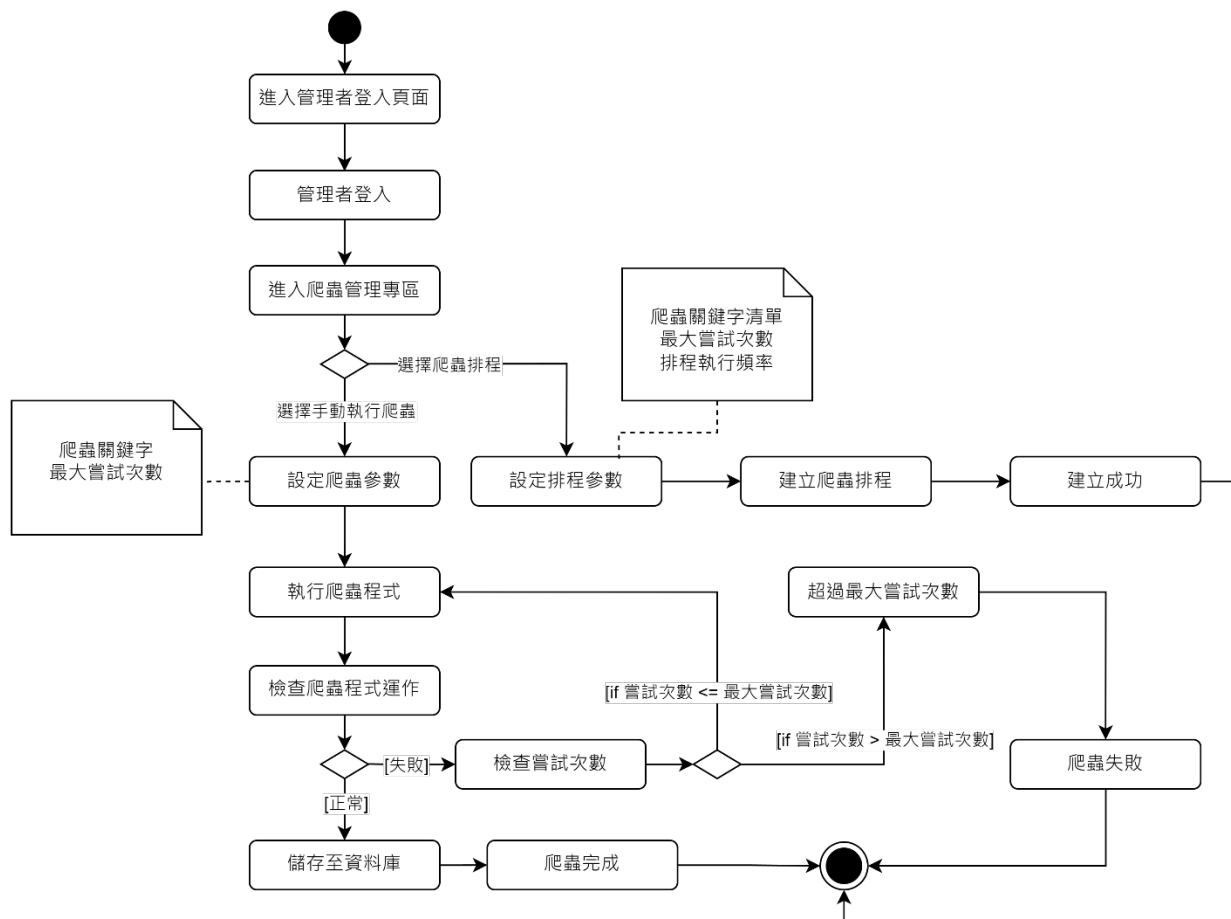 進入管理者登入頁面
管理者登入
進入爬蟲管理專區
爬蟲關鍵字清單
最大嘗試次數
排程執行頻率
選擇爬蟲排程
選擇手動執行爬蟲
爬蟲關鍵字
最大嘗試次數
設定爬蟲參數
設定排程參數
建立爬蟲排程
建立成功
執行爬蟲程式
超過最大嘗試次數
檢查爬蟲程式運作
[if 嘗試次數 <= 最大嘗試次數]
[if 嘗試次數 > 最大嘗試次數]
[失敗]
檢查嘗試次數
爬蟲失敗
[正常]
儲存至資料庫
爬蟲完成